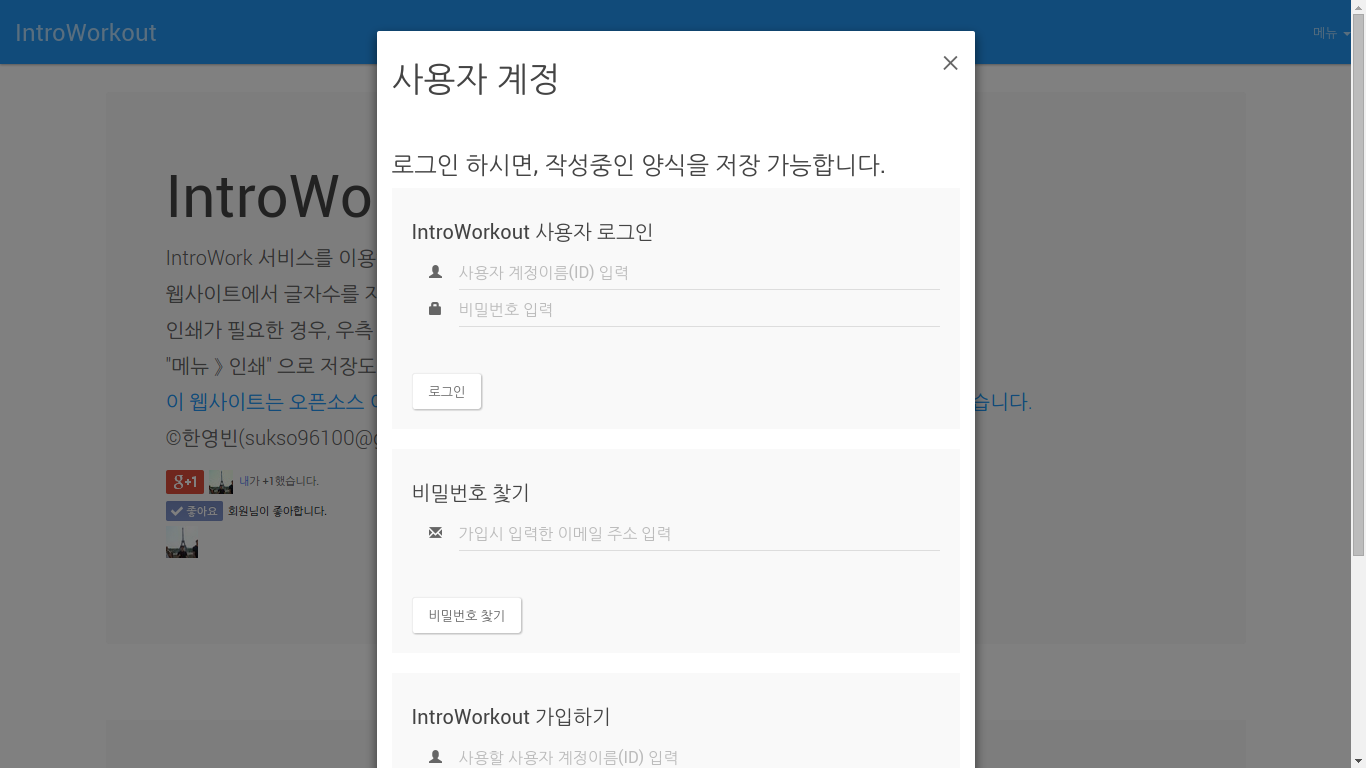 IntroWorkout
메뉴
사용자 계정
로그인 하시면, 작성중인 양식을 저장 가능합니다.
IntroWorkout 사용자 로그인
사용자 계정이름(ID) 입력
비밀번호 입력
로그인
비밀번호 찾기
가입시 입력한 이메일 주소 입력
비밀번호 찾기
IntroWorkout 가입하기
사용할 사용자 계정이름(ID) 입력
IntroWo
IntroWork 서비스를 이용
웹사이트에서 글자수를
인쇄가 필요한 경우, 우측
"메뉴 》인쇄" 으로 저장도
이 웹사이트는 오픈소스 습니다.
©한영빈(sukso96100@
g+1 내가 +1했습니다.
좋아요 회원님이 좋아합니다.